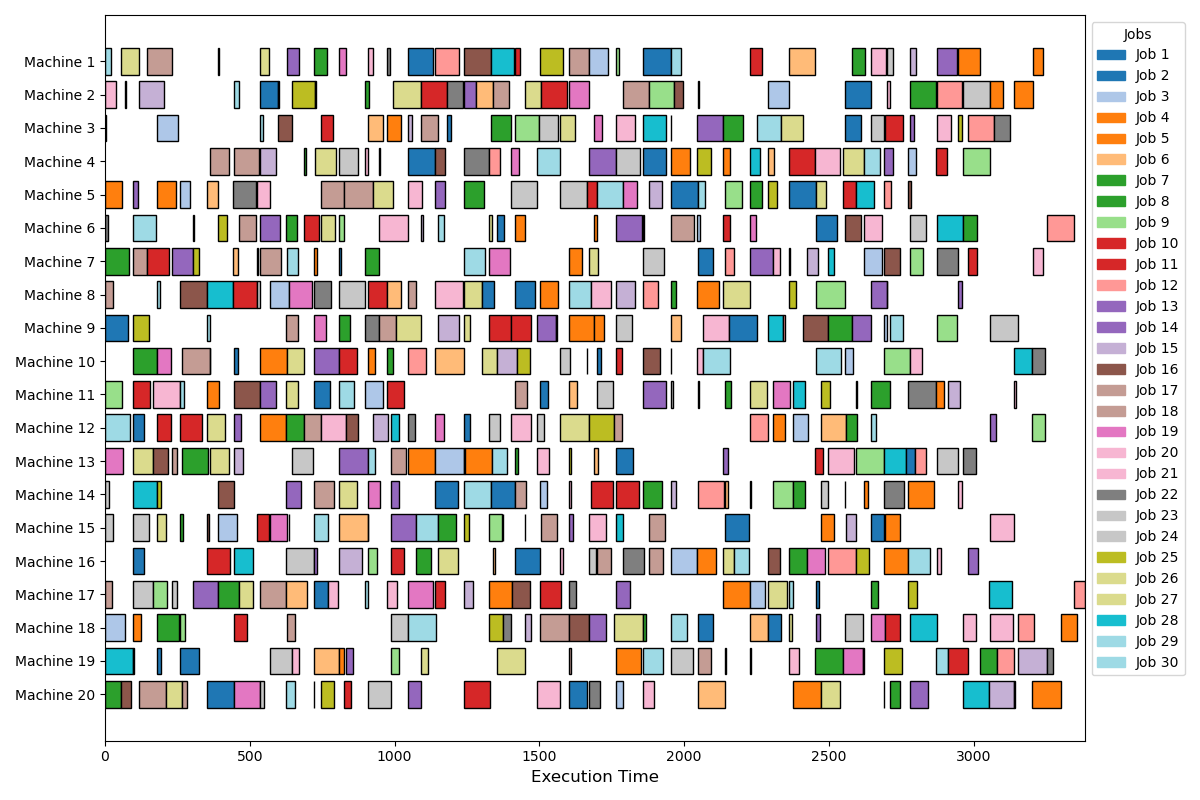 Machine 1
Machine 2
Machine 3
Machine 4
Machine 5
Machine 6
Machine 7
Machine 8
Machine 9
Machine 10
Machine 11
Machine 12
Machine 13
Machine 14
Machine 15
Machine 16
Machine 17
Machine 18
Machine 19
Machine 20
0 500 1000 1500 2000 2500 3000
Execution Time
Jobs
Job 1
Job 2
Job 3
Job 4
Job 5
Job 6
Job 7
Job 8
Job 9
Job 10
Job 11
Job 12
Job 13
Job 14
Job 15
Job 16
Job 17
Job 18
Job 19
Job 20
Job 21
Job 22
Job 23
Job 24
Job 25
Job 26
Job 27
Job 28
Job 29
Job 30